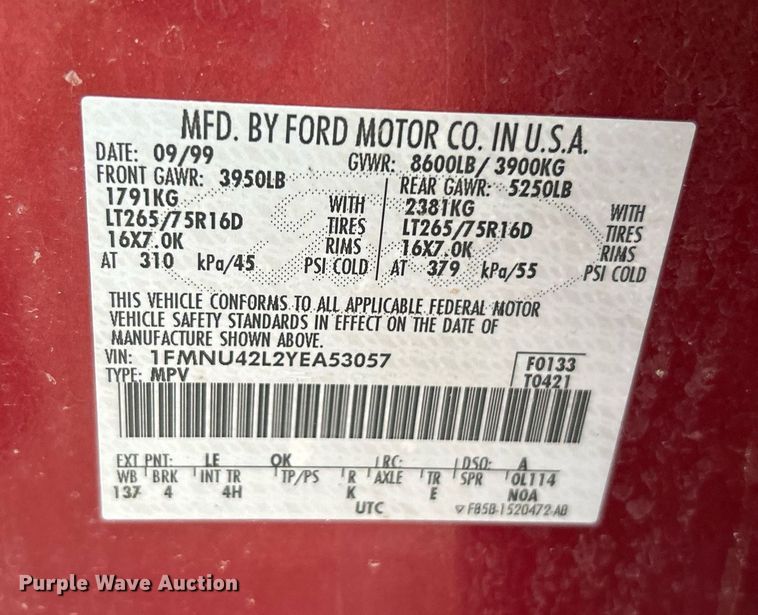 MFD. BY FORD MOTOR CO. IN U.S.A.
DATE: 09/99 GVWR: 8600LB/3900KG
FRONT GAWR: 3950LB REAR GAWR: 5250LB
1791KG WITH 2381KG WITH
LT265/75R16D TIRES LT265/75R16D TIRES
16X7.0K RIMS 16X7.0K RIMS
AT 310 kPa/45 PSI COLD AT 379 kPa/55 PSI COLD
THIS VEHICLE CONFORMS TO ALL APPLICABLE FEDERAL MOTOR
VEHICLE SAFETY STANDARDS IN EFFECT ON THE DATE OF
MANUFACTURE SHOWN ABOVE.
VIN: 1FMNU42L2YEA53057 F0133
TYPE: MPV T0421
EXT PNT: LE OK RC: DSO: A
WB BRK INT TR TP/PS R AXLE TR SPR OL114
137 4 4H K E NOA
UTC F85B-1520472-AB
Purple Wave Auction